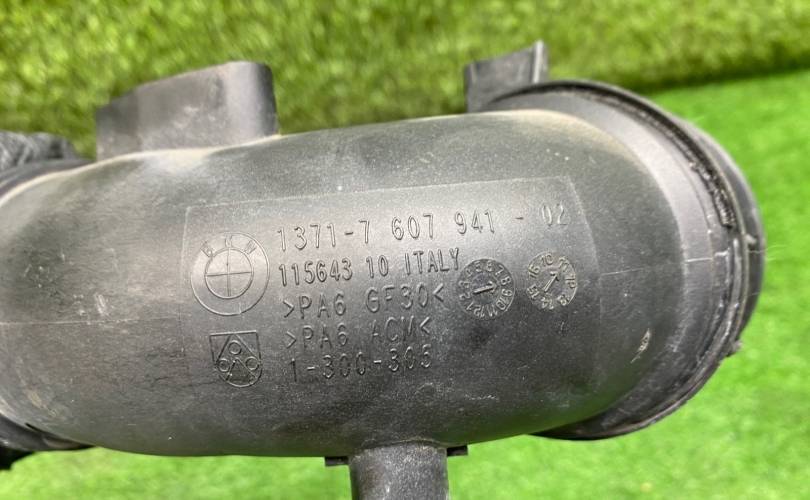 BMW
1371-7 607 941 - 02
115643 10 ITALY
>PA6 GF30<
>PA6 ACM<
1-300-305